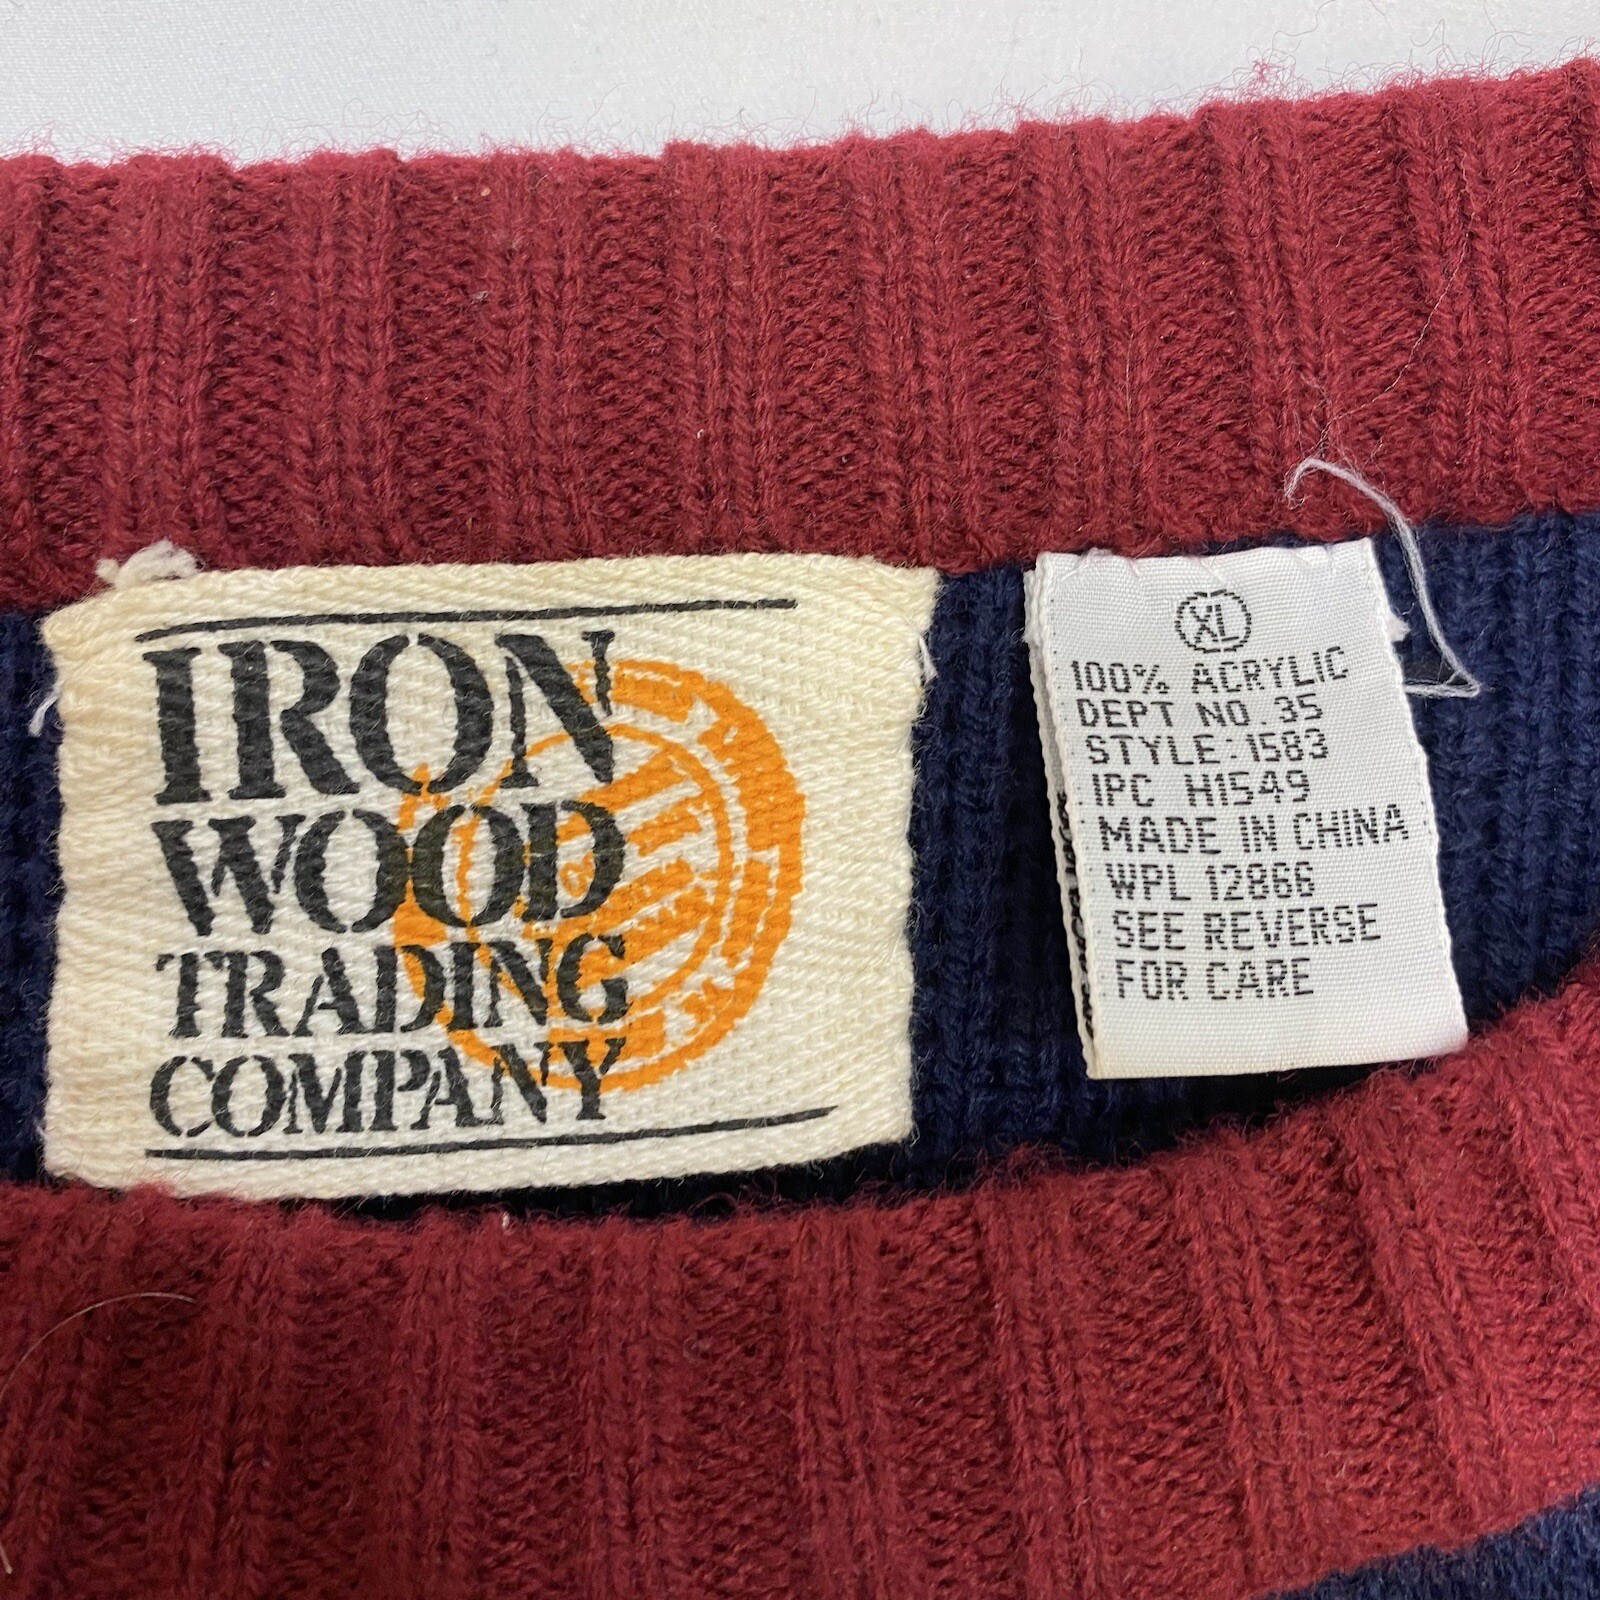 IRON
WOOD
TRADING
COMPANY
XL
100% ACRYLIC
DEPT NO.35
STYLE:1583
IPC H1549
MADE IN CHINA
WPL 12866
SEE REVERSE
FOR CARE